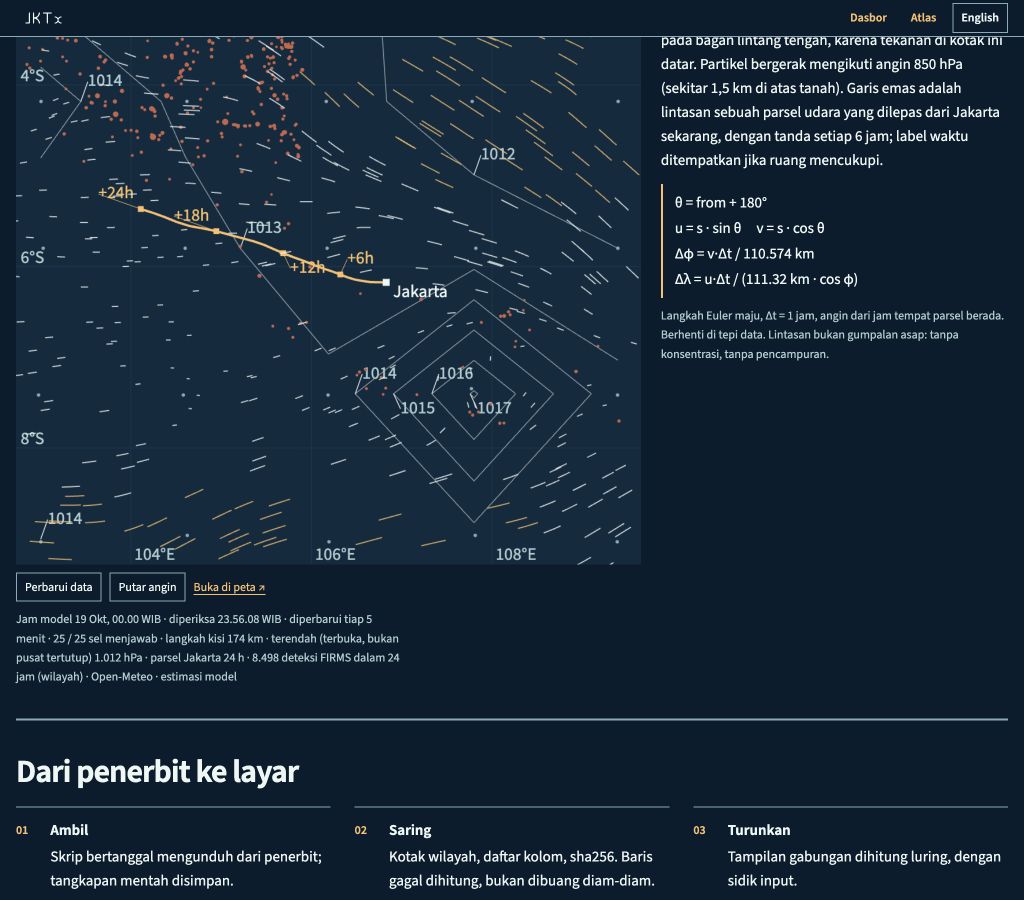 JKTx
Dasbor
Atlas
English
pada bagan lintang tengah, karena tekanan di kotak ini
datar. Partikel bergerak mengikuti angin 850 hPa
(sekitar 1,5 km di atas tanah). Garis emas adalah
lintasan sebuah parsel udara yang dilepas dari Jakarta
sekarang, dengan tanda setiap 6 jam; label waktu
ditempatkan jika ruang mencukupi.
θ = from + 180°
u = s · sin θ v = s · cos θ
Δφ = v·Δt / 110.574 km
Δλ = u·Δt / (111.32 km · cos φ)
Langkah Euler maju, Δt = 1 jam, angin dari jam tempat parsel berada.
Berhenti di tepi data. Lintasan bukan gumpalan asap: tanpa
konsentrasi, tanpa pencampuran.
4°S
1014
1012
+24h
+18h
1013
6°S
+12h
+6h
Jakarta
1014
1016
1015
1017
8°S
1014
104°E
106°E
108°E
Perbarui data
Putar angin
Buka di peta ↗
Jam model 19 Okt, 00.00 WIB · diperiksa 23.56.08 WIB · diperbarui tiap 5
menit · 25 / 25 sel menjawab · langkah kisi 174 km · terendah (terbuka, bukan
pusat tertutup) 1.012 hPa · parsel Jakarta 24 h · 8.498 deteksi FIRMS dalam 24
jam (wilayah) · Open-Meteo · estimasi model
Dari penerbit ke layar
01 Ambil
Skrip bertanggal mengunduh dari penerbit;
tangkapan mentah disimpan.
02 Saring
Kotak wilayah, daftar kolom, sha256. Baris
gagal dihitung, bukan dibuang diam-diam.
03 Turunkan
Tampilan gabungan dihitung luring, dengan
sidik input.